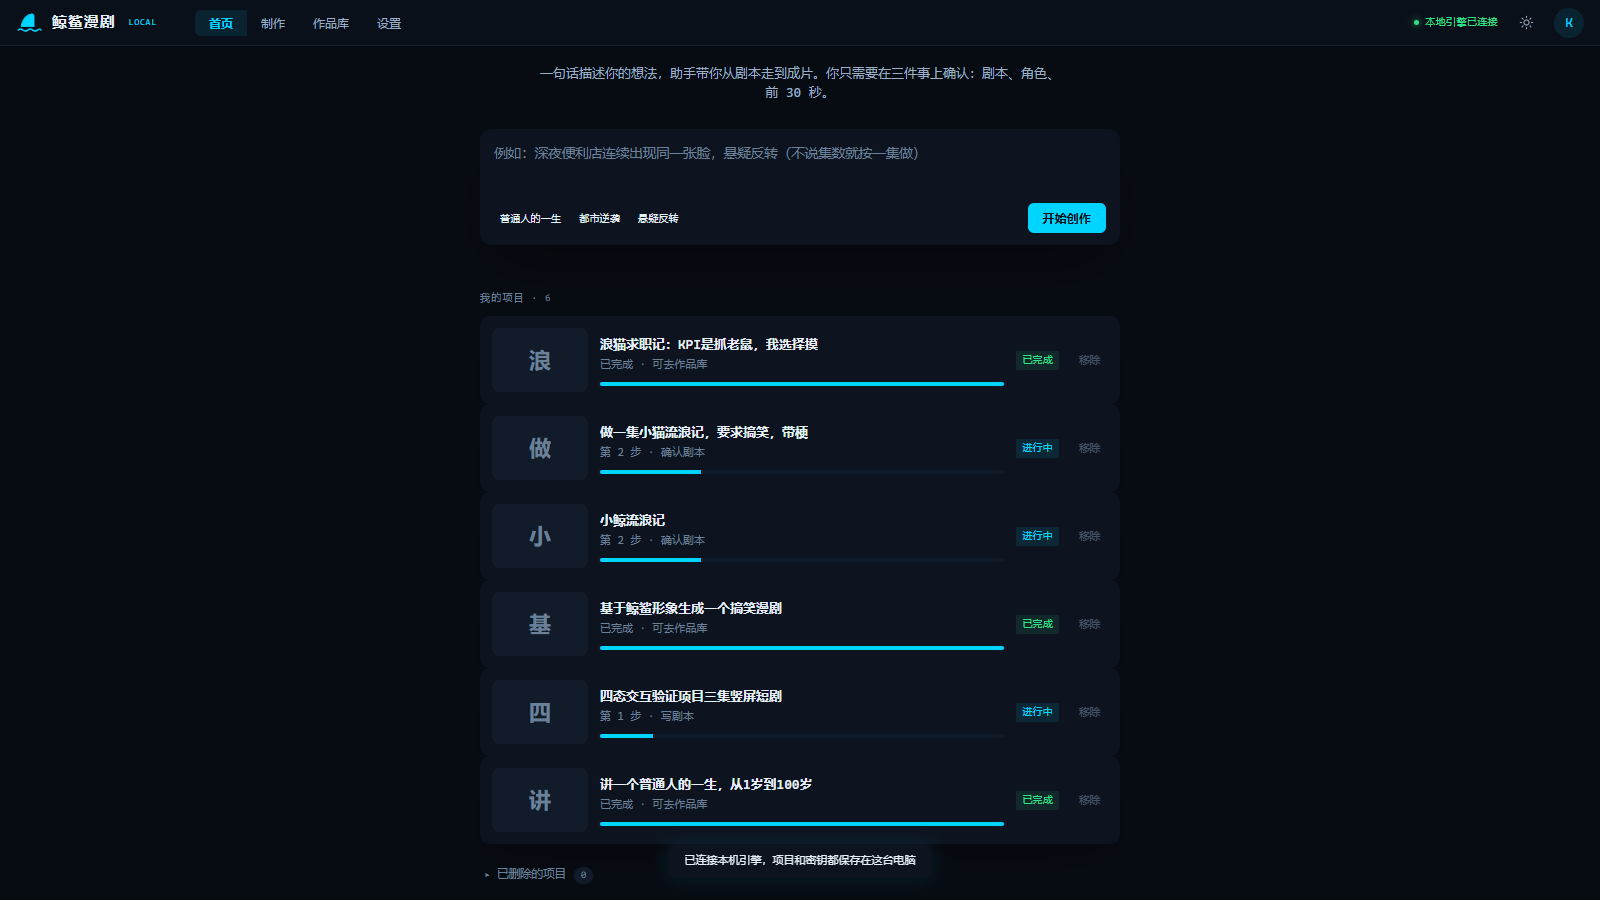 鲸鲨漫剧 LOCAL 首页 制作 作品库 设置 本地引擎已连接 K
一句话描述你的想法，助手带你从剧本走到成片。你只需要在三件事上确认：剧本、角色、
前 30 秒。
例如：深夜便利店连续出现同一张脸，悬疑反转（不说集数就按一集做）
普通人的一生 都市逆袭 悬疑反转 开始创作
我的项目 · 6
浪
浪猫求职记：KPI是抓老鼠，我选择摸
已完成 · 可去作品库
已完成 移除
做
做一集小猫流浪记，要求搞笑，带梗
第 2 步 · 确认剧本
进行中 移除
小
小鲸流浪记
第 2 步 · 确认剧本
进行中 移除
基
基于鲸鲨形象生成一个搞笑漫剧
已完成 · 可去作品库
已完成 移除
四
四态交互验证项目三集竖屏短剧
第 1 步 · 写剧本
进行中 移除
讲
讲一个普通人的一生，从1岁到100岁
已完成 · 可去作品库
已完成 移除
已连接本机引擎，项目和密钥都保存在这台电脑
已删除的项目 0